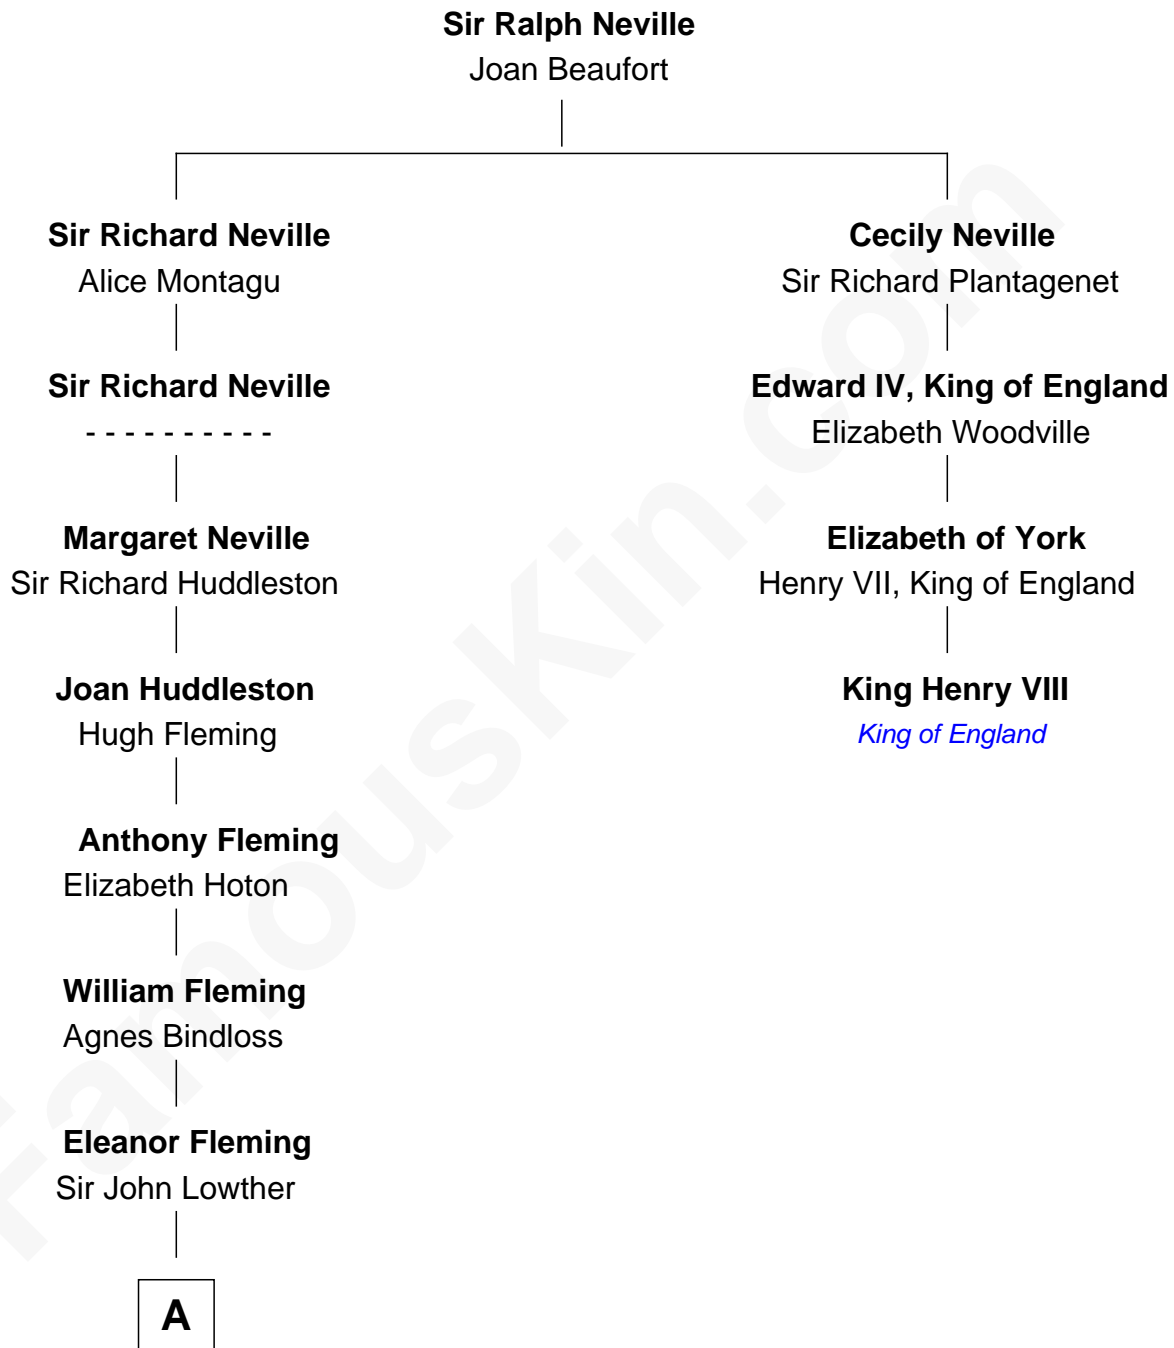 Sir Ralph Neville
Joan Beaufort
Sir Richard Neville
Alice Montagu
Cecily Neville
Sir Richard Plantagenet
Sir Richard Neville
- - - - - - - - - -
Edward IV, King of England
Elizabeth Woodville
Margaret Neville
Sir Richard Huddleston
Elizabeth of York
Henry VII, King of England
Joan Huddleston
Hugh Fleming
King Henry VIII
King of England
Anthony Fleming
Elizabeth Hoton
William Fleming
Agnes Bindloss
Eleanor Fleming
Sir John Lowther
A
FamousKin.com